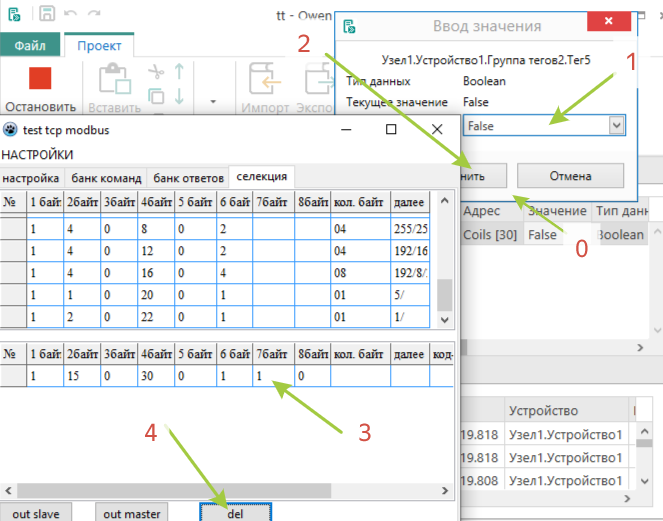 tt - Owen
Файл
Проект
Остановить
Вставить
Импорт
Экспо
Ввод значения
Узел1.Устройство1.Группа тегов2.Тег5
Тип данных Boolean
Текущее значение False
False
нить
Отмена
2
1
0
test tcp modbus
НАСТРОЙКИ
настройка банк команд банк ответов селекция
№ 1 байт 2байт 3байт 4байт 5 байт 6 байт 7байт 8байт кол. байт далее
1 4 0 8 0 2 04 255/25
1 4 0 12 0 2 04 192/16
1 4 0 16 0 4 08 192/8/
1 1 0 20 0 1 01 5/
1 2 0 22 0 1 01 1/
№ 1 байт 2байт 3байт 4байт 5 байт 6 байт 7байт 8байт кол. байт далее код-
1 15 0 30 0 1 1 0
4
3
out slave
out master
del
Адрес Значение Тип данн
Coils [30] False Boolean
Устройство
19.818 Узел1.Устройство1
19.818 Узел1.Устройство1
19.808 Узел1.Устройство1